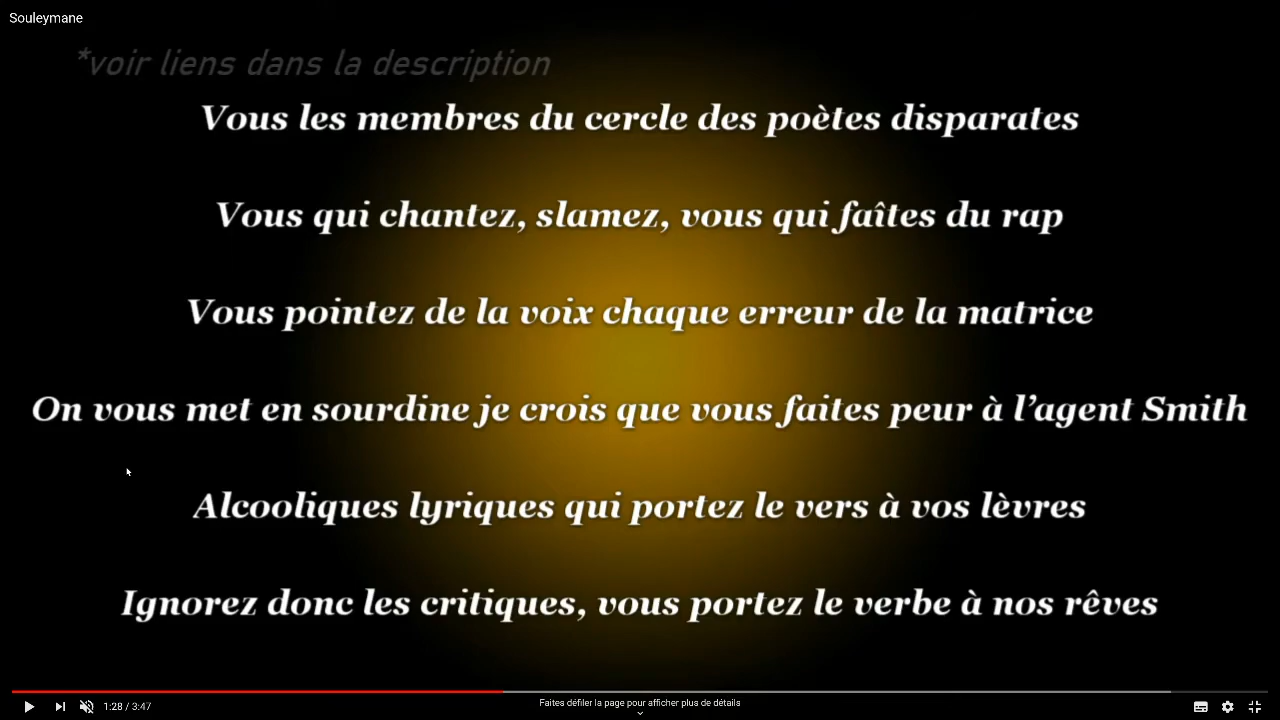 Souleymane
*voir liens dans la description
Vous les membres du cercle des poètes disparates
Vous qui chantez, slamez, vous qui faîtes du rap
Vous pointez de la voix chaque erreur de la matrice
On vous met en sourdine je crois que vous faites peur à l’agent Smith
Alcooliques lyriques qui portez le vers à vos lèvres
Ignorez donc les critiques, vous portez le verbe à nos rêves
1:28 / 3:47
Faites défiler la page pour afficher plus de détails